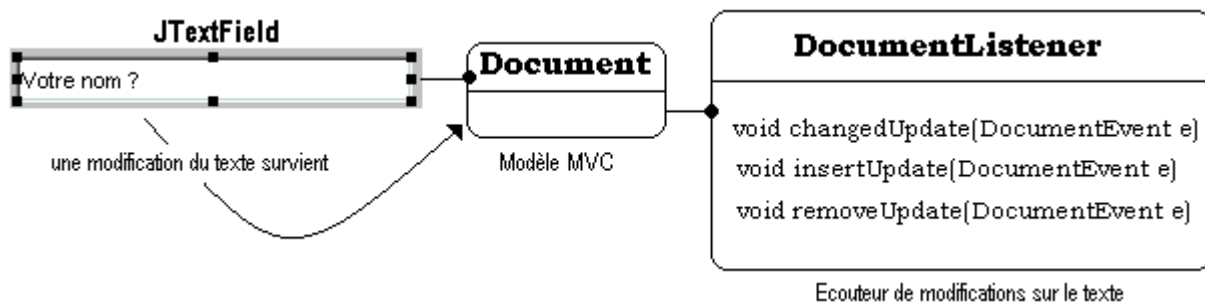 JTextField
Votre nom ?
une modification du texte survient
Document
Modèle MVC
DocumentListener
void changedUpdate(DocumentEvent e)
void insertUpdate(DocumentEvent e)
void removeUpdate(DocumentEvent e)
Ecouteur de modifications sur le texte